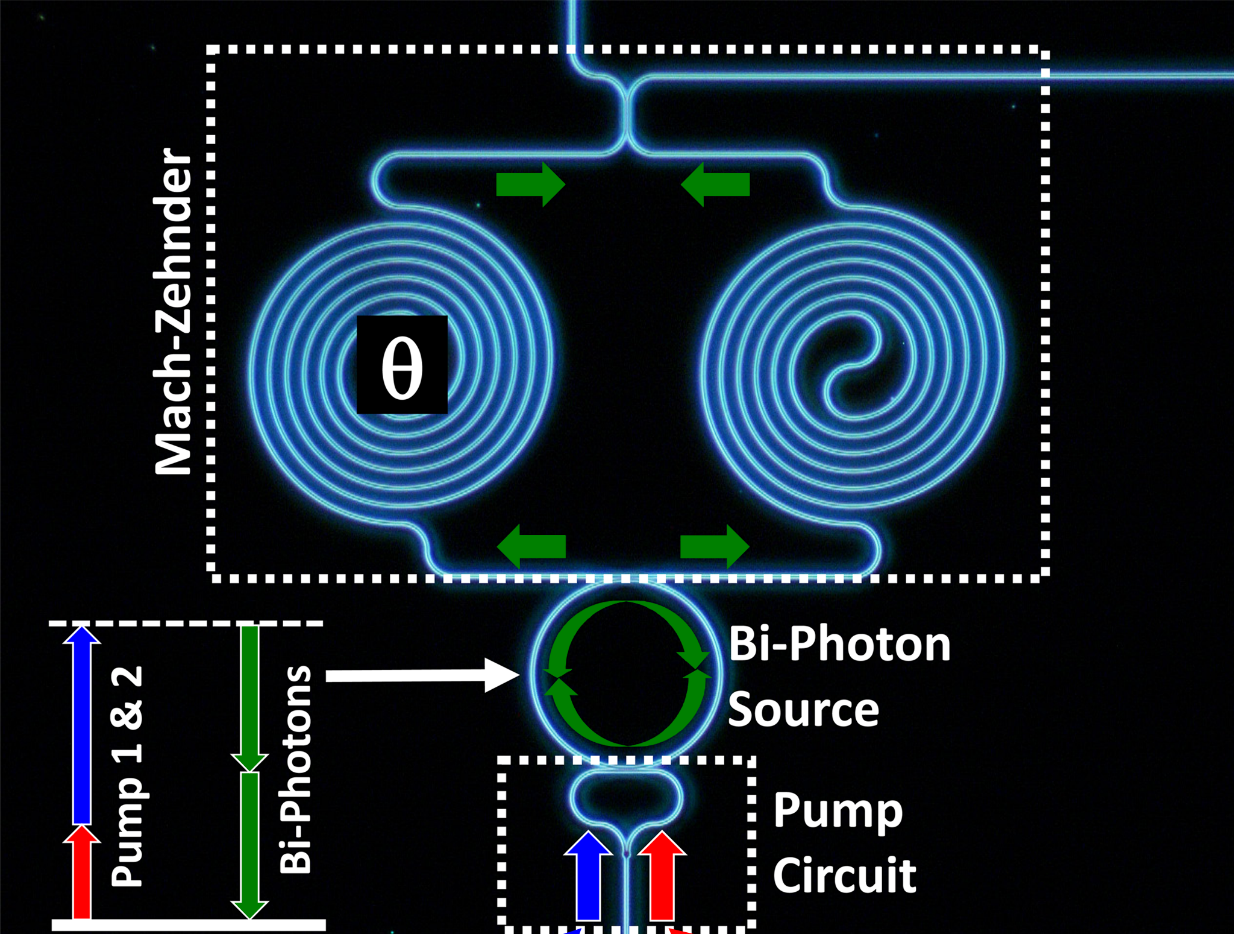 Mach-Zehnder
θ
Bi-Photon
Source
Pump 1 & 2
Bi-Photons
Pump
Circuit